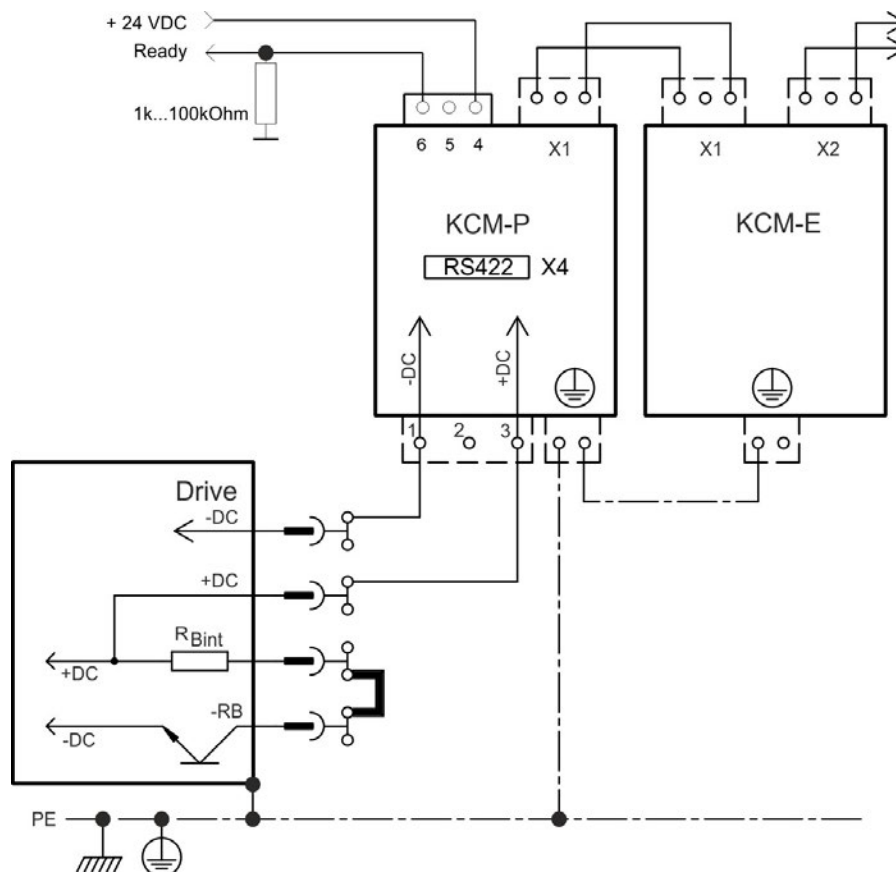 + 24 VDC
Ready
1k...100kOhm
6 5 4
X1
X1
X2
KCM-P
KCM-E
RS422
X4
-DC
+DC
1
2
3
Drive
-DC
+DC
RBint
+DC
-RB
-DC
PE